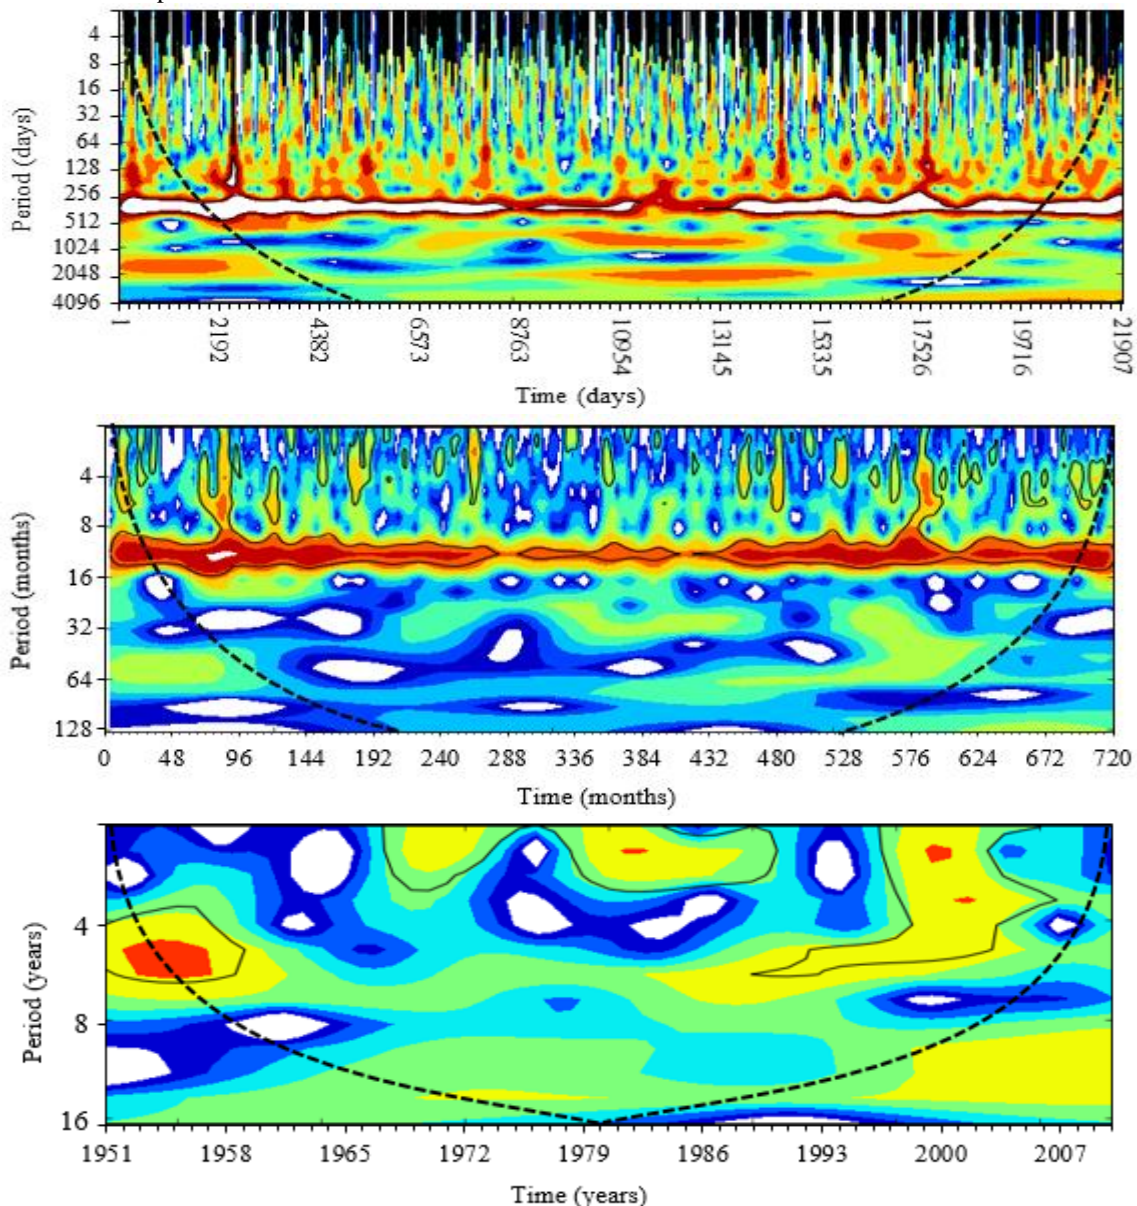 4
8
16
32
64
128
256
512
1024
2048
4096
Period (days)
1 2192 4382 6573 8763 10954 13145 15335 17526 19716 21907
Time (days)
4
8
16
32
64
128
Period (months)
0 48 96 144 192 240 288 336 384 432 480 528 576 624 672 720
Time (months)
4
8
16
Period (years)
1951 1958 1965 1972 1979 1986 1993 2000 2007
Time (years)